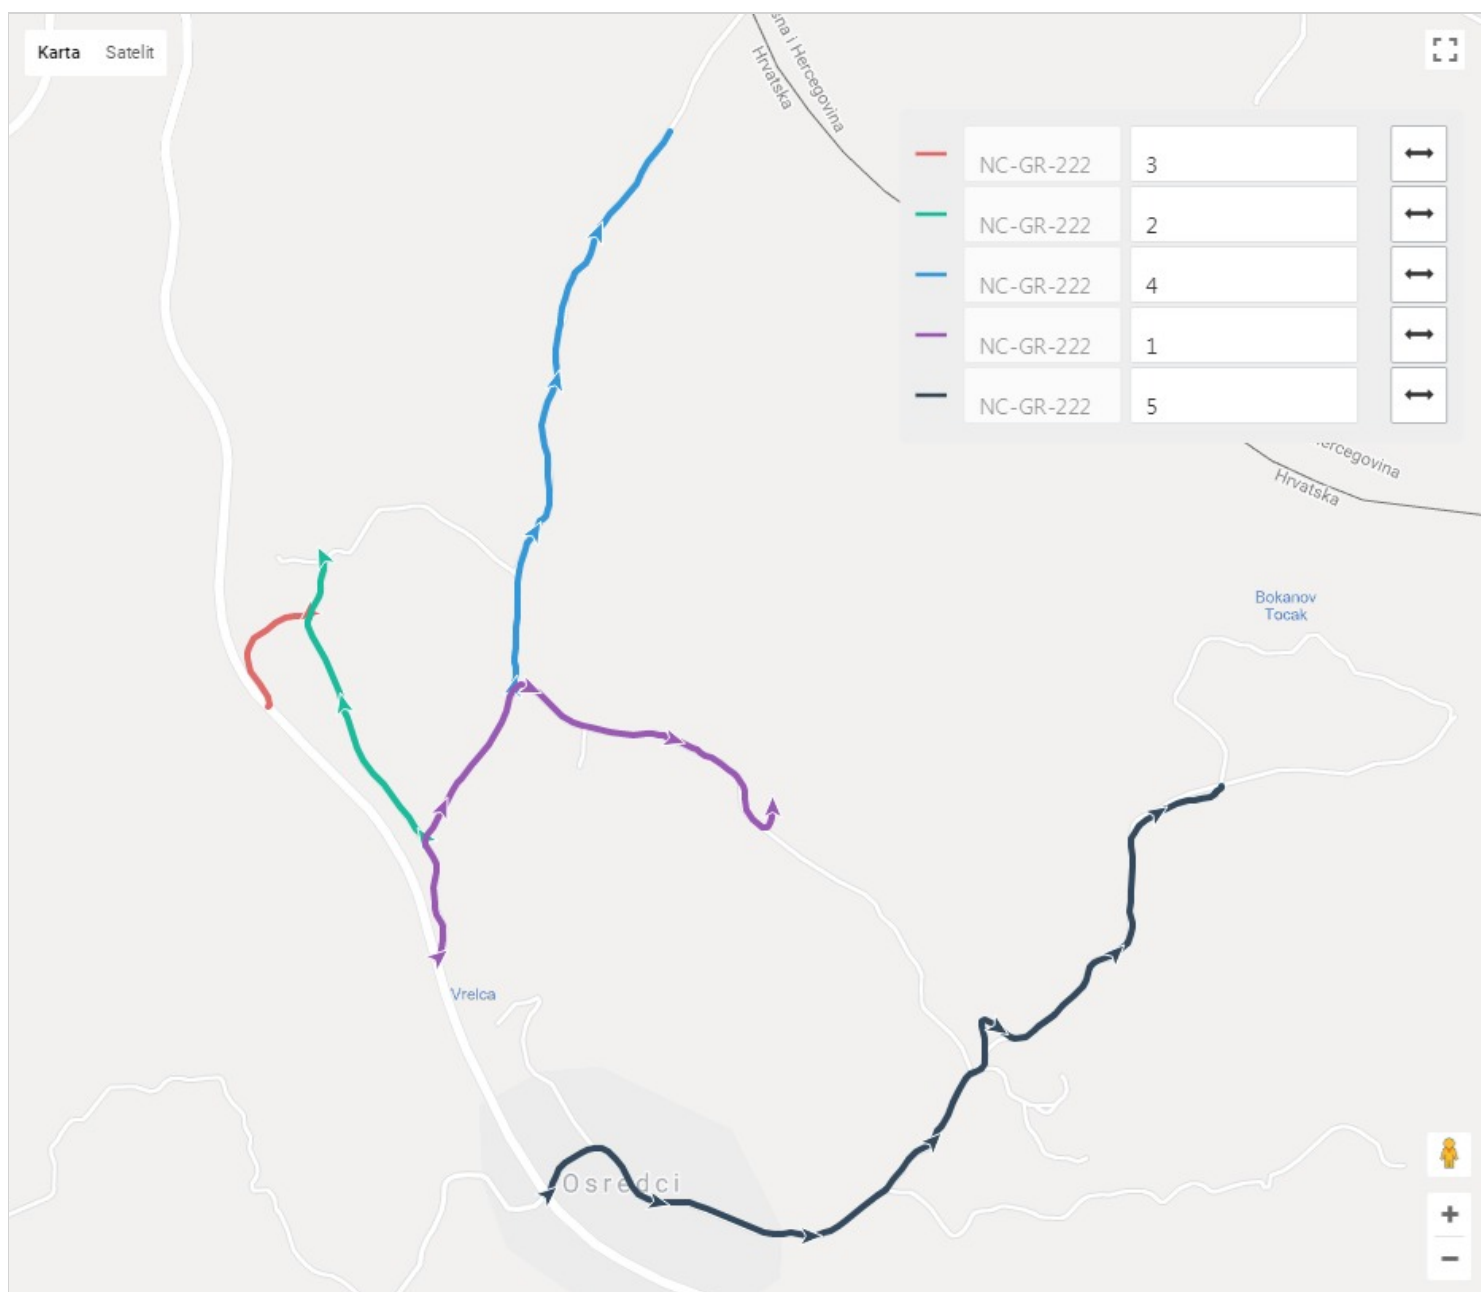 Karta Satelit
sna i Hercegovina
Hrvatska
NC-GR-222 3
NC-GR-222 2
NC-GR-222 4
NC-GR-222 1
NC-GR-222 5
ercegovina
Hrvatska
Bokanov
Tocak
Vrelca
Osredci